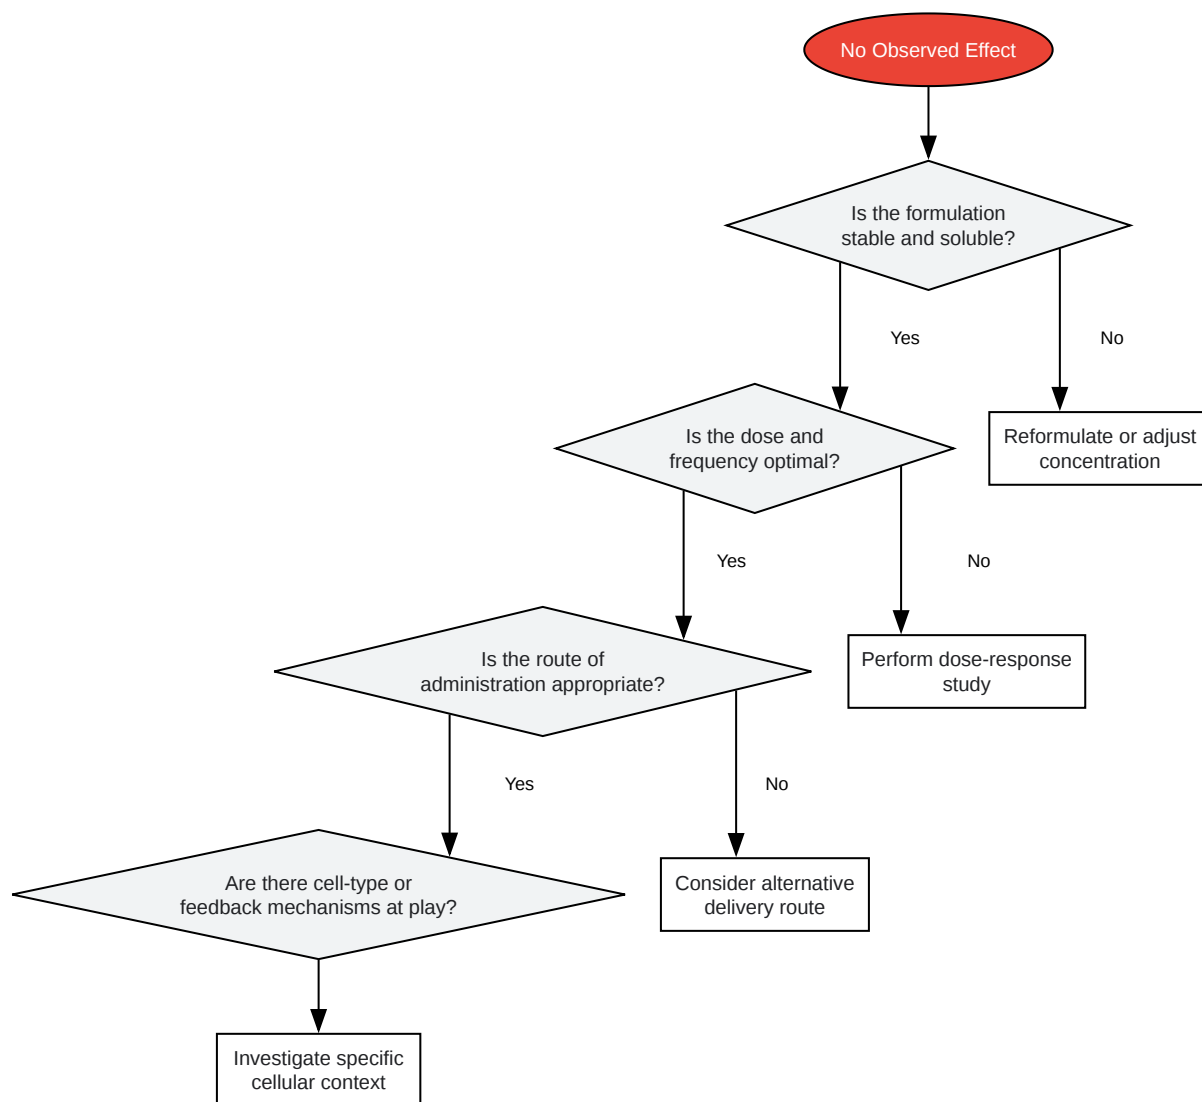 No Observed Effect
Is the formulation
stable and soluble?
Yes
No
Is the dose and
frequency optimal?
Reformulate or adjust
concentration
Yes
No
Is the route of
administration appropriate?
Perform dose-response
study
Yes
No
Are there cell-type or
feedback mechanisms at play?
Consider alternative
delivery route
Investigate specific
cellular context